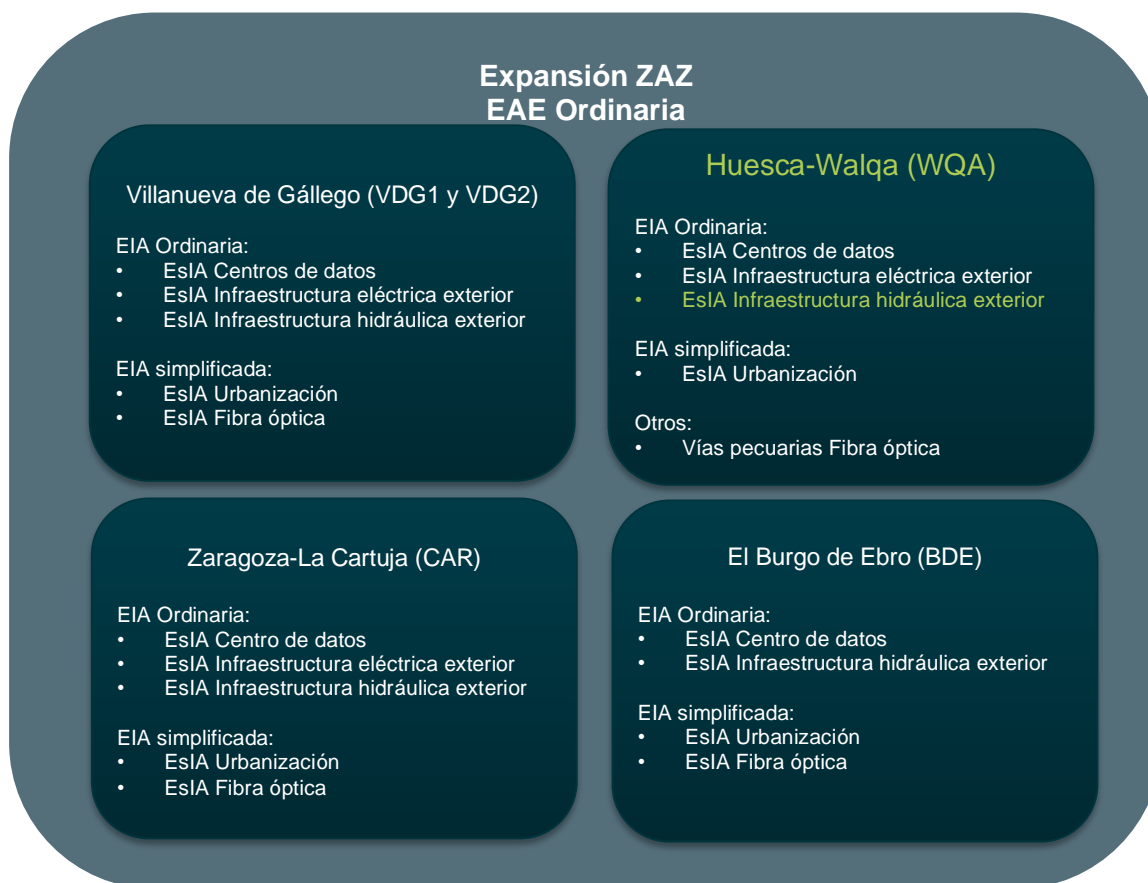 Expansión ZAZ
EAE Ordinaria
Villanueva de Gállego (VDG1 y VDG2)
EIA Ordinaria:
• EsIA Centros de datos
• EsIA Infraestructura eléctrica exterior
• EsIA Infraestructura hidráulica exterior
EIA simplificada:
• EsIA Urbanización
• EsIA Fibra óptica
Huesca-Walqa (WQA)
EIA Ordinaria:
• EsIA Centros de datos
• EsIA Infraestructura eléctrica exterior
• EsIA Infraestructura hidráulica exterior
EIA simplificada:
• EsIA Urbanización
Otros:
• Vías pecuarias Fibra óptica
Zaragoza-La Cartuja (CAR)
EIA Ordinaria:
• EsIA Centro de datos
• EsIA Infraestructura eléctrica exterior
• EsIA Infraestructura hidráulica exterior
EIA simplificada:
• EsIA Urbanización
• EsIA Fibra óptica
El Burgo de Ebro (BDE)
EIA Ordinaria:
• EsIA Centro de datos
• EsIA Infraestructura hidráulica exterior
EIA simplificada:
• EsIA Urbanización
• EsIA Fibra óptica